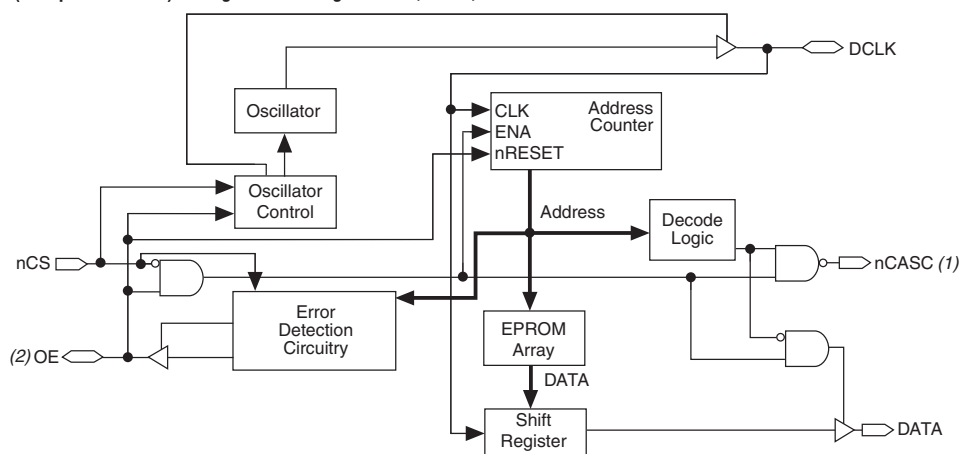 DCLK
CLK
ENA
nRESET
Address
Counter
Oscillator
Oscillator
Control
Address
Decode
Logic
nCS
nCASC (1)
Error
Detection
Circuitry
EPROM
Array
(2) OE
DATA
Shift
Register
DATA